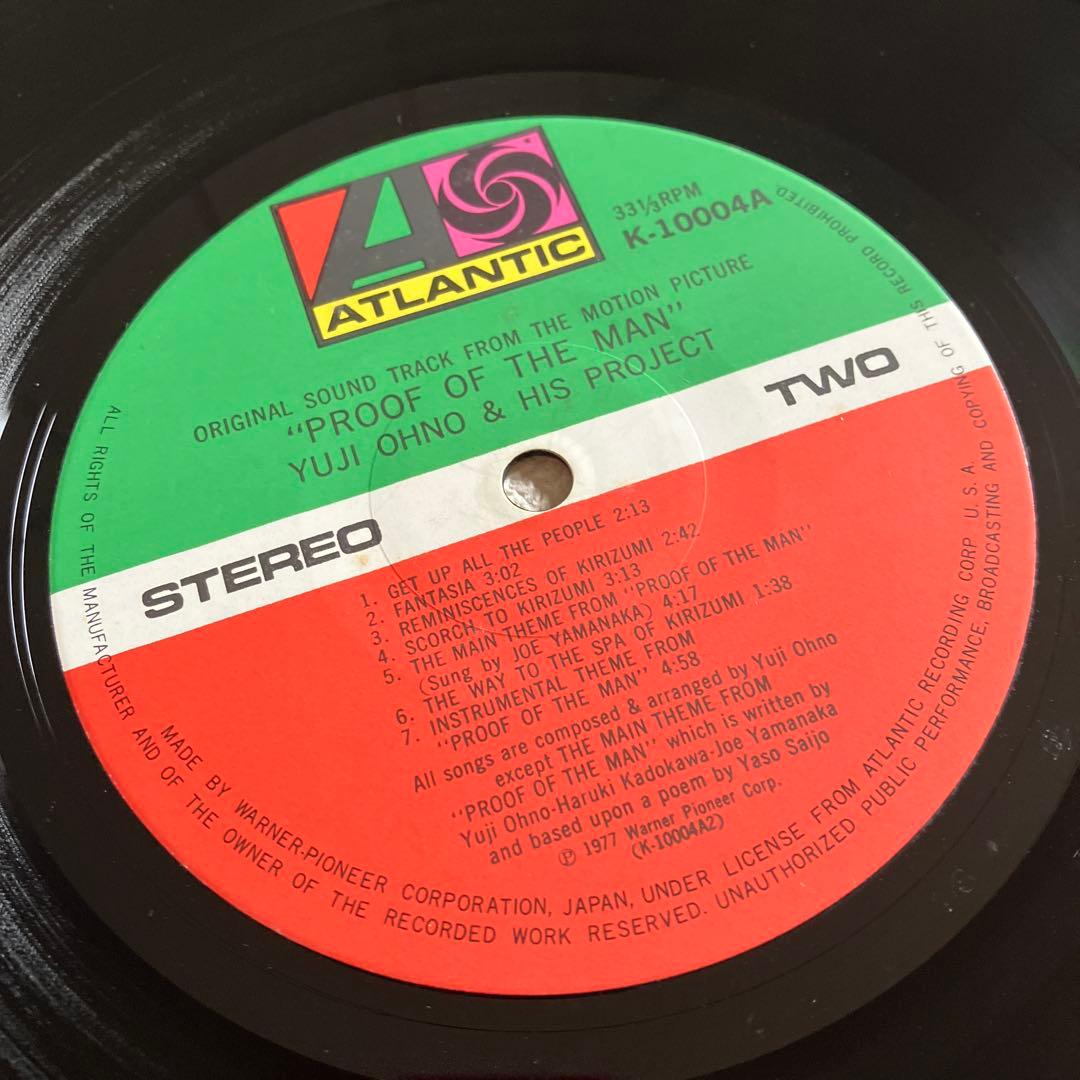 ATLANTIC
33⅓RPM
K-10004A
ORIGINAL SOUND TRACK FROM THE MOTION PICTURE
"PROOF OF THE MAN"
YUJI OHNO & HIS PROJECT
STEREO
TWO
1. GET UP ALL THE PEOPLE 2:13
2. FANTASIA 3:02
3. REMINISCENCES OF KIRIZUMI 2:42
4. SCORCH TO KIRIZUMI 3:13
5. THE MAIN THEME FROM "PROOF OF THE MAN"
(Sung by JOE YAMANAKA) 4:17
6. THE WAY TO THE SPA OF KIRIZUMI 1:38
7. INSTRUMENTAL THEME FROM
"PROOF OF THE MAN" 4:58
All songs are composed & arranged by Yuji Ohno
except THE MAIN THEME FROM
"PROOF OF THE MAN" which is written by
Yuji Ohno-Haruki Kadokawa-Joe Yamanaka
and based upon a poem by Yaso Saijo
Ⓟ 1977 Warner Pioneer Corp.
(K-10004A2)
MADE BY WARNER-PIONEER CORPORATION, JAPAN, UNDER LICENSE FROM ATLANTIC RECORDING CORP U. S. A.
ALL RIGHTS OF THE MANUFACTURER AND OF THE OWNER OF THE RECORDED WORK RESERVED. UNAUTHORIZED PUBLIC PERFORMANCE, BROADCASTING AND COPYING OF THIS RECORD PROHIBITED